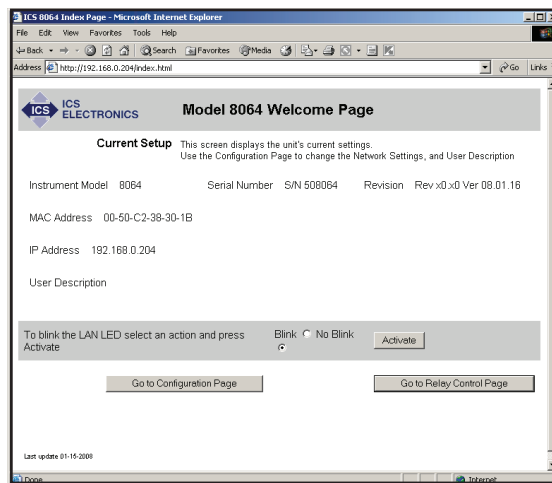 ICS 8064 Index Page - Microsoft Internet Explorer
File Edit View Favorites Tools Help
Back Search Favorites Media
Address http://192.168.0.204/index.html Go Links
ICS ICS ELECTRONICS Model 8064 Welcome Page
Current Setup This screen displays the unit's current settings.
Use the Configuration Page to change the Network Settings, and User Description
Instrument Model 8064 Serial Number S/N 508064 Revision Rev x0.x0 Ver 08.01.16
MAC Address 00-50-C2-38-30-1B
IP Address 192.168.0.204
User Description
To blink the LAN LED select an action and press Activate Blink No Blink Activate
Go to Configuration Page Go to Relay Control Page
Last update 01-15-2008
Done Internet